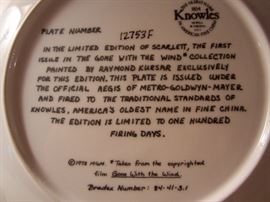 Knowles
PLATE NUMBER 12753F
IN THE LIMITED EDITION OF SCARLETT, THE FIRST
ISSUE IN THE GONE WITH THE WIND* COLLECTION
PAINTED BY RAYMOND KURSAR EXCLUSIVELY
FOR THIS EDITION. THIS PLATE IS ISSUED UNDER
THE OFFICIAL AEGIS OF METRO-GOLDWYN-MAYER
AND FIRED TO THE TRADITIONAL STANDARDS OF
KNOWLES, AMERICA'S OLDEST NAME IN FINE CHINA.
THE EDITION IS LIMITED TO ONE HUNDRED
FIRING DAYS.
©1978 MGM *Taken from the copyrighted
film Gone With the Wind.
Bradex Number: 84-41-3.1